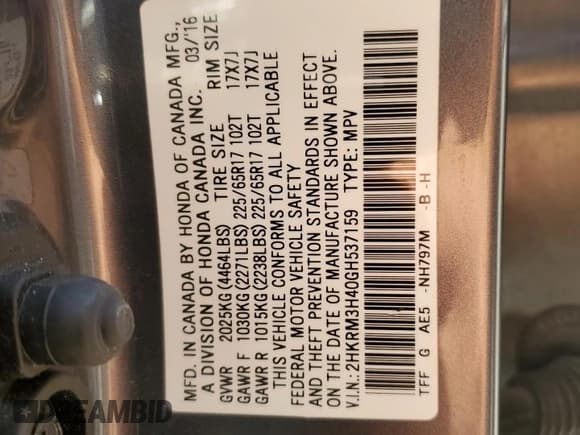 MFD. IN CANADA BY HONDA OF CANADA MFG.,
A DIVISION OF HONDA CANADA INC. 03/'16
GVWR 2025KG(4464LBS) TIRE SIZE RIM SIZE
GAWR F 1030KG(2271LBS) 225/65R17 102T 17X7J
GAWR R 1015KG(2238LBS) 225/65R17 102T 17X7J
THIS VEHICLE CONFORMS TO ALL APPLICABLE
FEDERAL MOTOR VEHICLE SAFETY
AND THEFT PREVENTION STANDARDS IN EFFECT
ON THE DATE OF MANUFACTURE SHOWN ABOVE.
V.I.N.: 2HKRM3H40GH537159 TYPE: MPV
TFF G AE5 -NH797M -B -H
DREAMBID